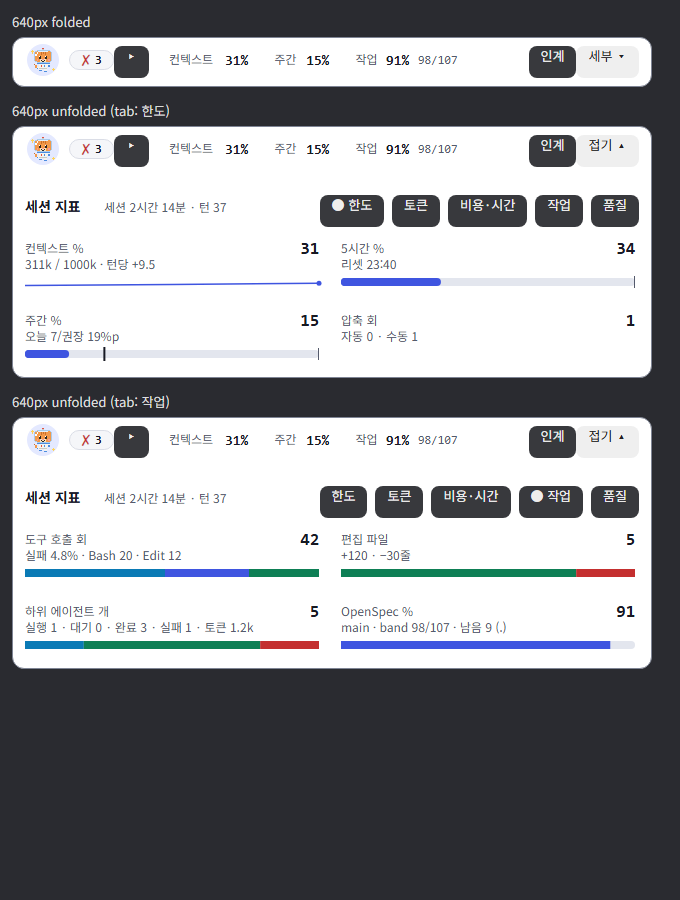 640px folded
✗ 3 ▸ 컨텍스트 31% 주간 15% 작업 91% 98/107 인계 세부 ▾
640px unfolded (tab: 한도)
✗ 3 ▸ 컨텍스트 31% 주간 15% 작업 91% 98/107 인계 접기 ▴
세션 지표 세션 2시간 14분 · 턴 37 ● 한도 토큰 비용·시간 작업 품질
컨텍스트 % 31
311k / 1000k · 턴당 +9.5
5시간 % 34
리셋 23:40
주간 % 15
오늘 7/권장 19%p
압축 회 1
자동 0 · 수동 1
640px unfolded (tab: 작업)
✗ 3 ▸ 컨텍스트 31% 주간 15% 작업 91% 98/107 인계 접기 ▴
세션 지표 세션 2시간 14분 · 턴 37 한도 토큰 비용·시간 ● 작업 품질
도구 호출 회 42
실패 4.8% · Bash 20 · Edit 12
편집 파일 5
+120 · −30줄
하위 에이전트 개 5
실행 1 · 대기 0 · 완료 3 · 실패 1 · 토큰 1.2k
OpenSpec % 91
main · band 98/107 · 남음 9 (.)